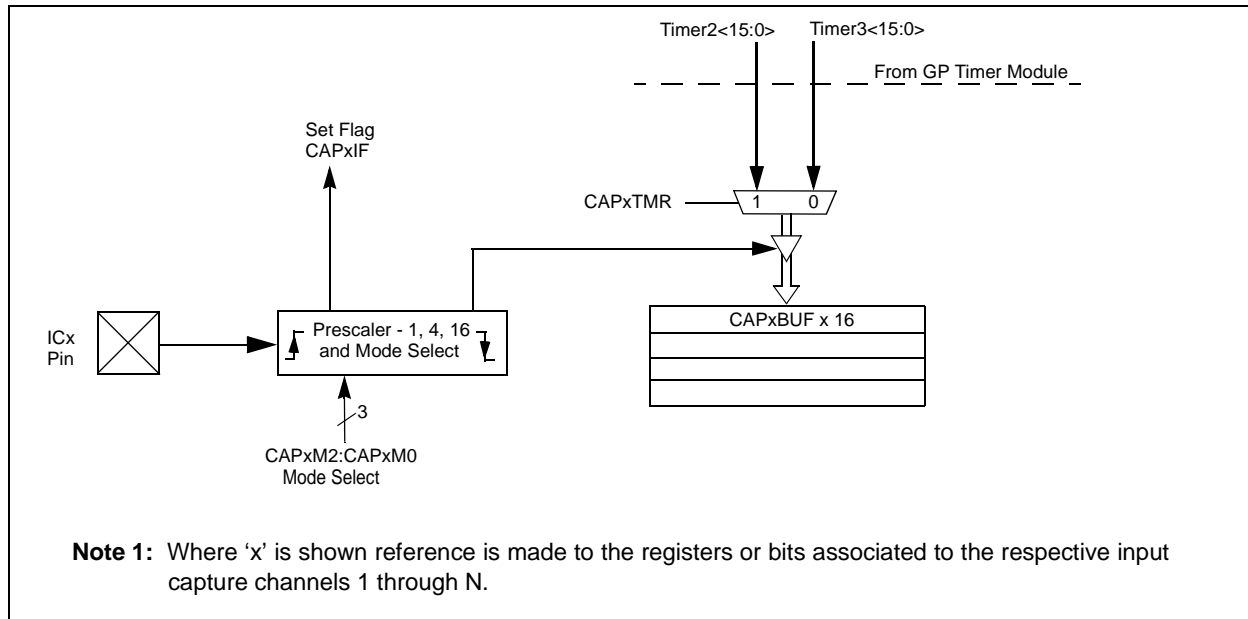 Timer2<15:0>
Timer3<15:0>
From GP Timer Module
Set Flag
CAPxIF
CAPxTMR
1 0
ICx
Pin
Prescaler - 1, 4, 16
and Mode Select
CAPxBUF x 16
3
CAPxM2:CAPxM0
Mode Select
Note 1: Where ‘x’ is shown reference is made to the registers or bits associated to the respective input
capture channels 1 through N.